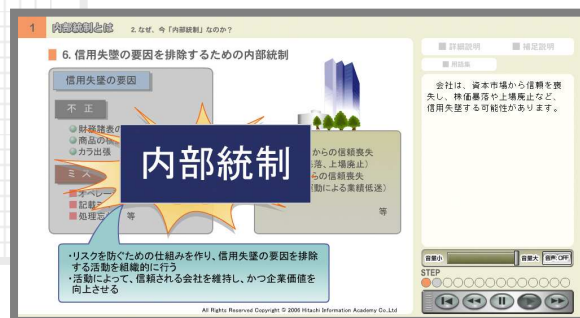 1 内部統制とは 2. なぜ、今「内部統制」なのか?
6. 信用失墜の要因を排除するための内部統制
信用失墜の要因
不 正
財務諸表の
商品の
カラ出張
ミス
オペレー
記載
処理忘 等
からの信頼喪失
落、上場廃止)
らの信頼喪失
動による業績低迷)
等
内部統制
・リスクを防ぐための仕組みを作り、信用失墜の要因を排除
する活動を組織的に行う
・活動によって、信頼される会社を維持し、かつ企業価値を
向上させる
All Rights Reserved Copyright © 2006 Hitachi Information Academy Co.,Ltd
詳細説明 補足説明
用語集
会社は、資本市場から信頼を喪
失し、株価暴落や上場廃止など、
信用失墜する可能性があります。
音量小 音量大 音声 OFF
STEP